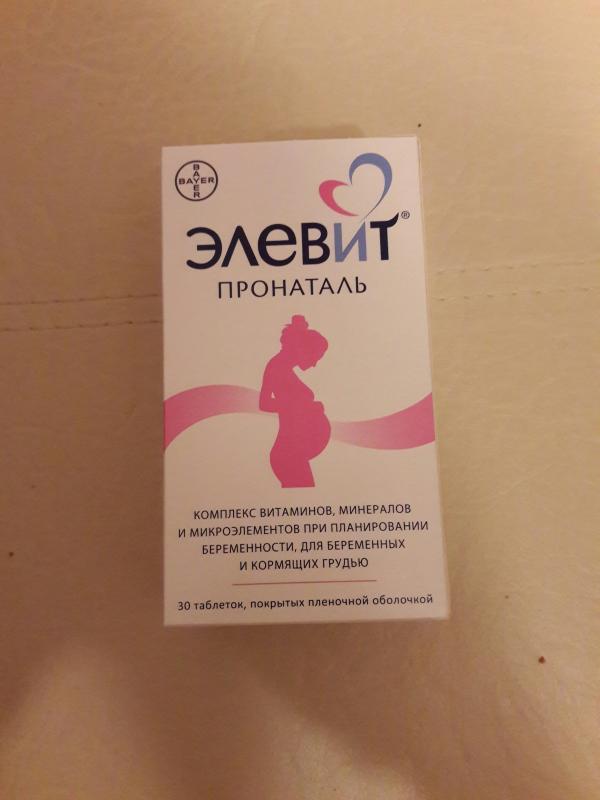 BAYER
BAYER
ЭЛЕВИТ®
ПРОНАТАЛЬ
КОМПЛЕКС ВИТАМИНОВ, МИНЕРАЛОВ
И МИКРОЭЛЕМЕНТОВ ПРИ ПЛАНИРОВАНИИ
БЕРЕМЕННОСТИ, ДЛЯ БЕРЕМЕННЫХ
И КОРМЯЩИХ ГРУДЬЮ
30 таблеток, покрытых пленочной оболочкой